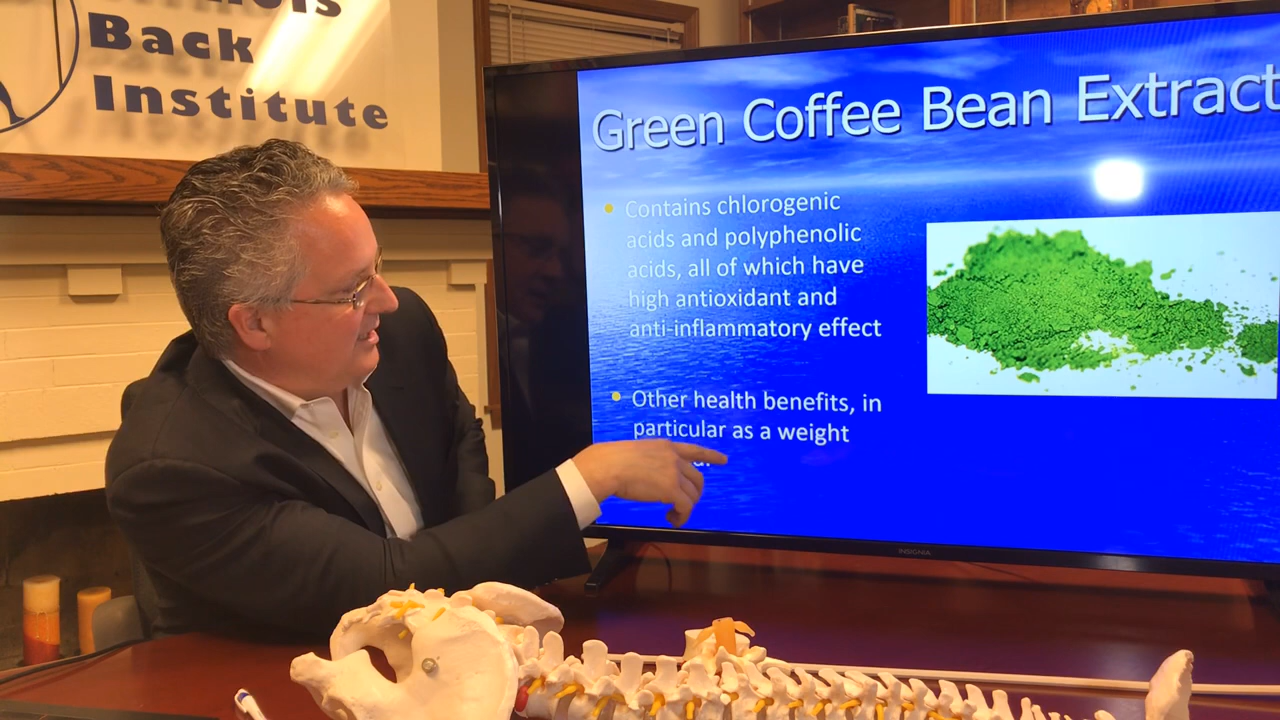 Back
Institute
Green Coffee Bean Extract
Contains chlorogenic
acids and polyphenolic
acids, all of which have
high antioxidant and
anti-inflammatory effect
Other health benefits, in
particular as a weight
INSIGNIA